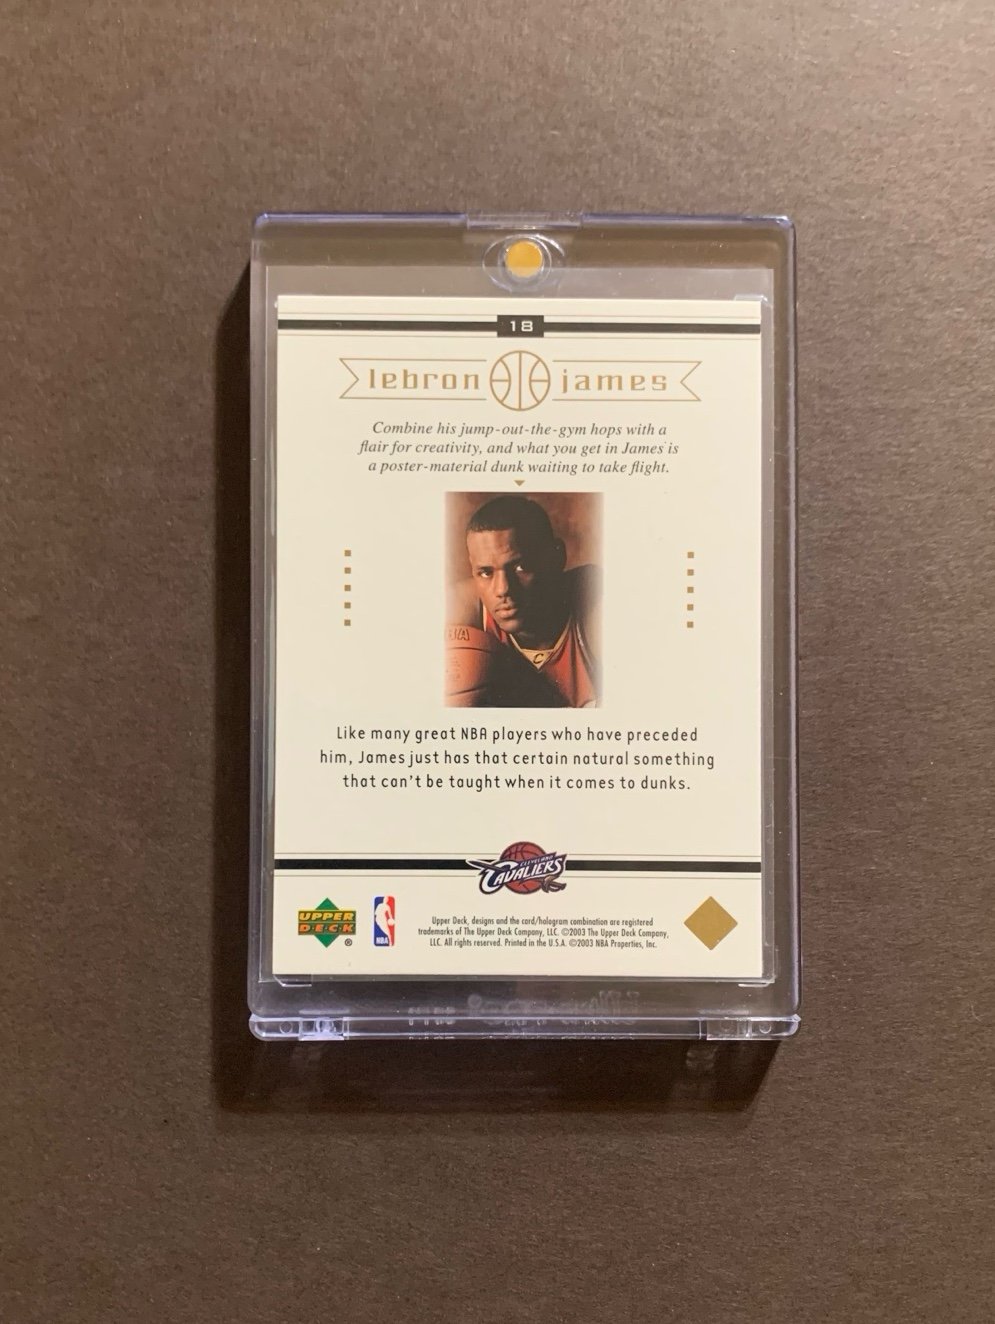 18
lebron james
Combine his jump-out-the-gym hops with a
flair for creativity, and what you get in James is
a poster-material dunk waiting to take flight.
UA
C
Like many great NBA players who have preceded
him, James just has that certain natural something
that can't be taught when it comes to dunks.
CLEVELAND
CAVALIERS
UPPER
D·E·C·K
®
NBA
Upper Deck, designs and the card/hologram combination are registered
trademarks of The Upper Deck Company, LLC. ©2003 The Upper Deck Company,
LLC. All rights reserved. Printed in the U.S.A. ©2003 NBA Properties, Inc.